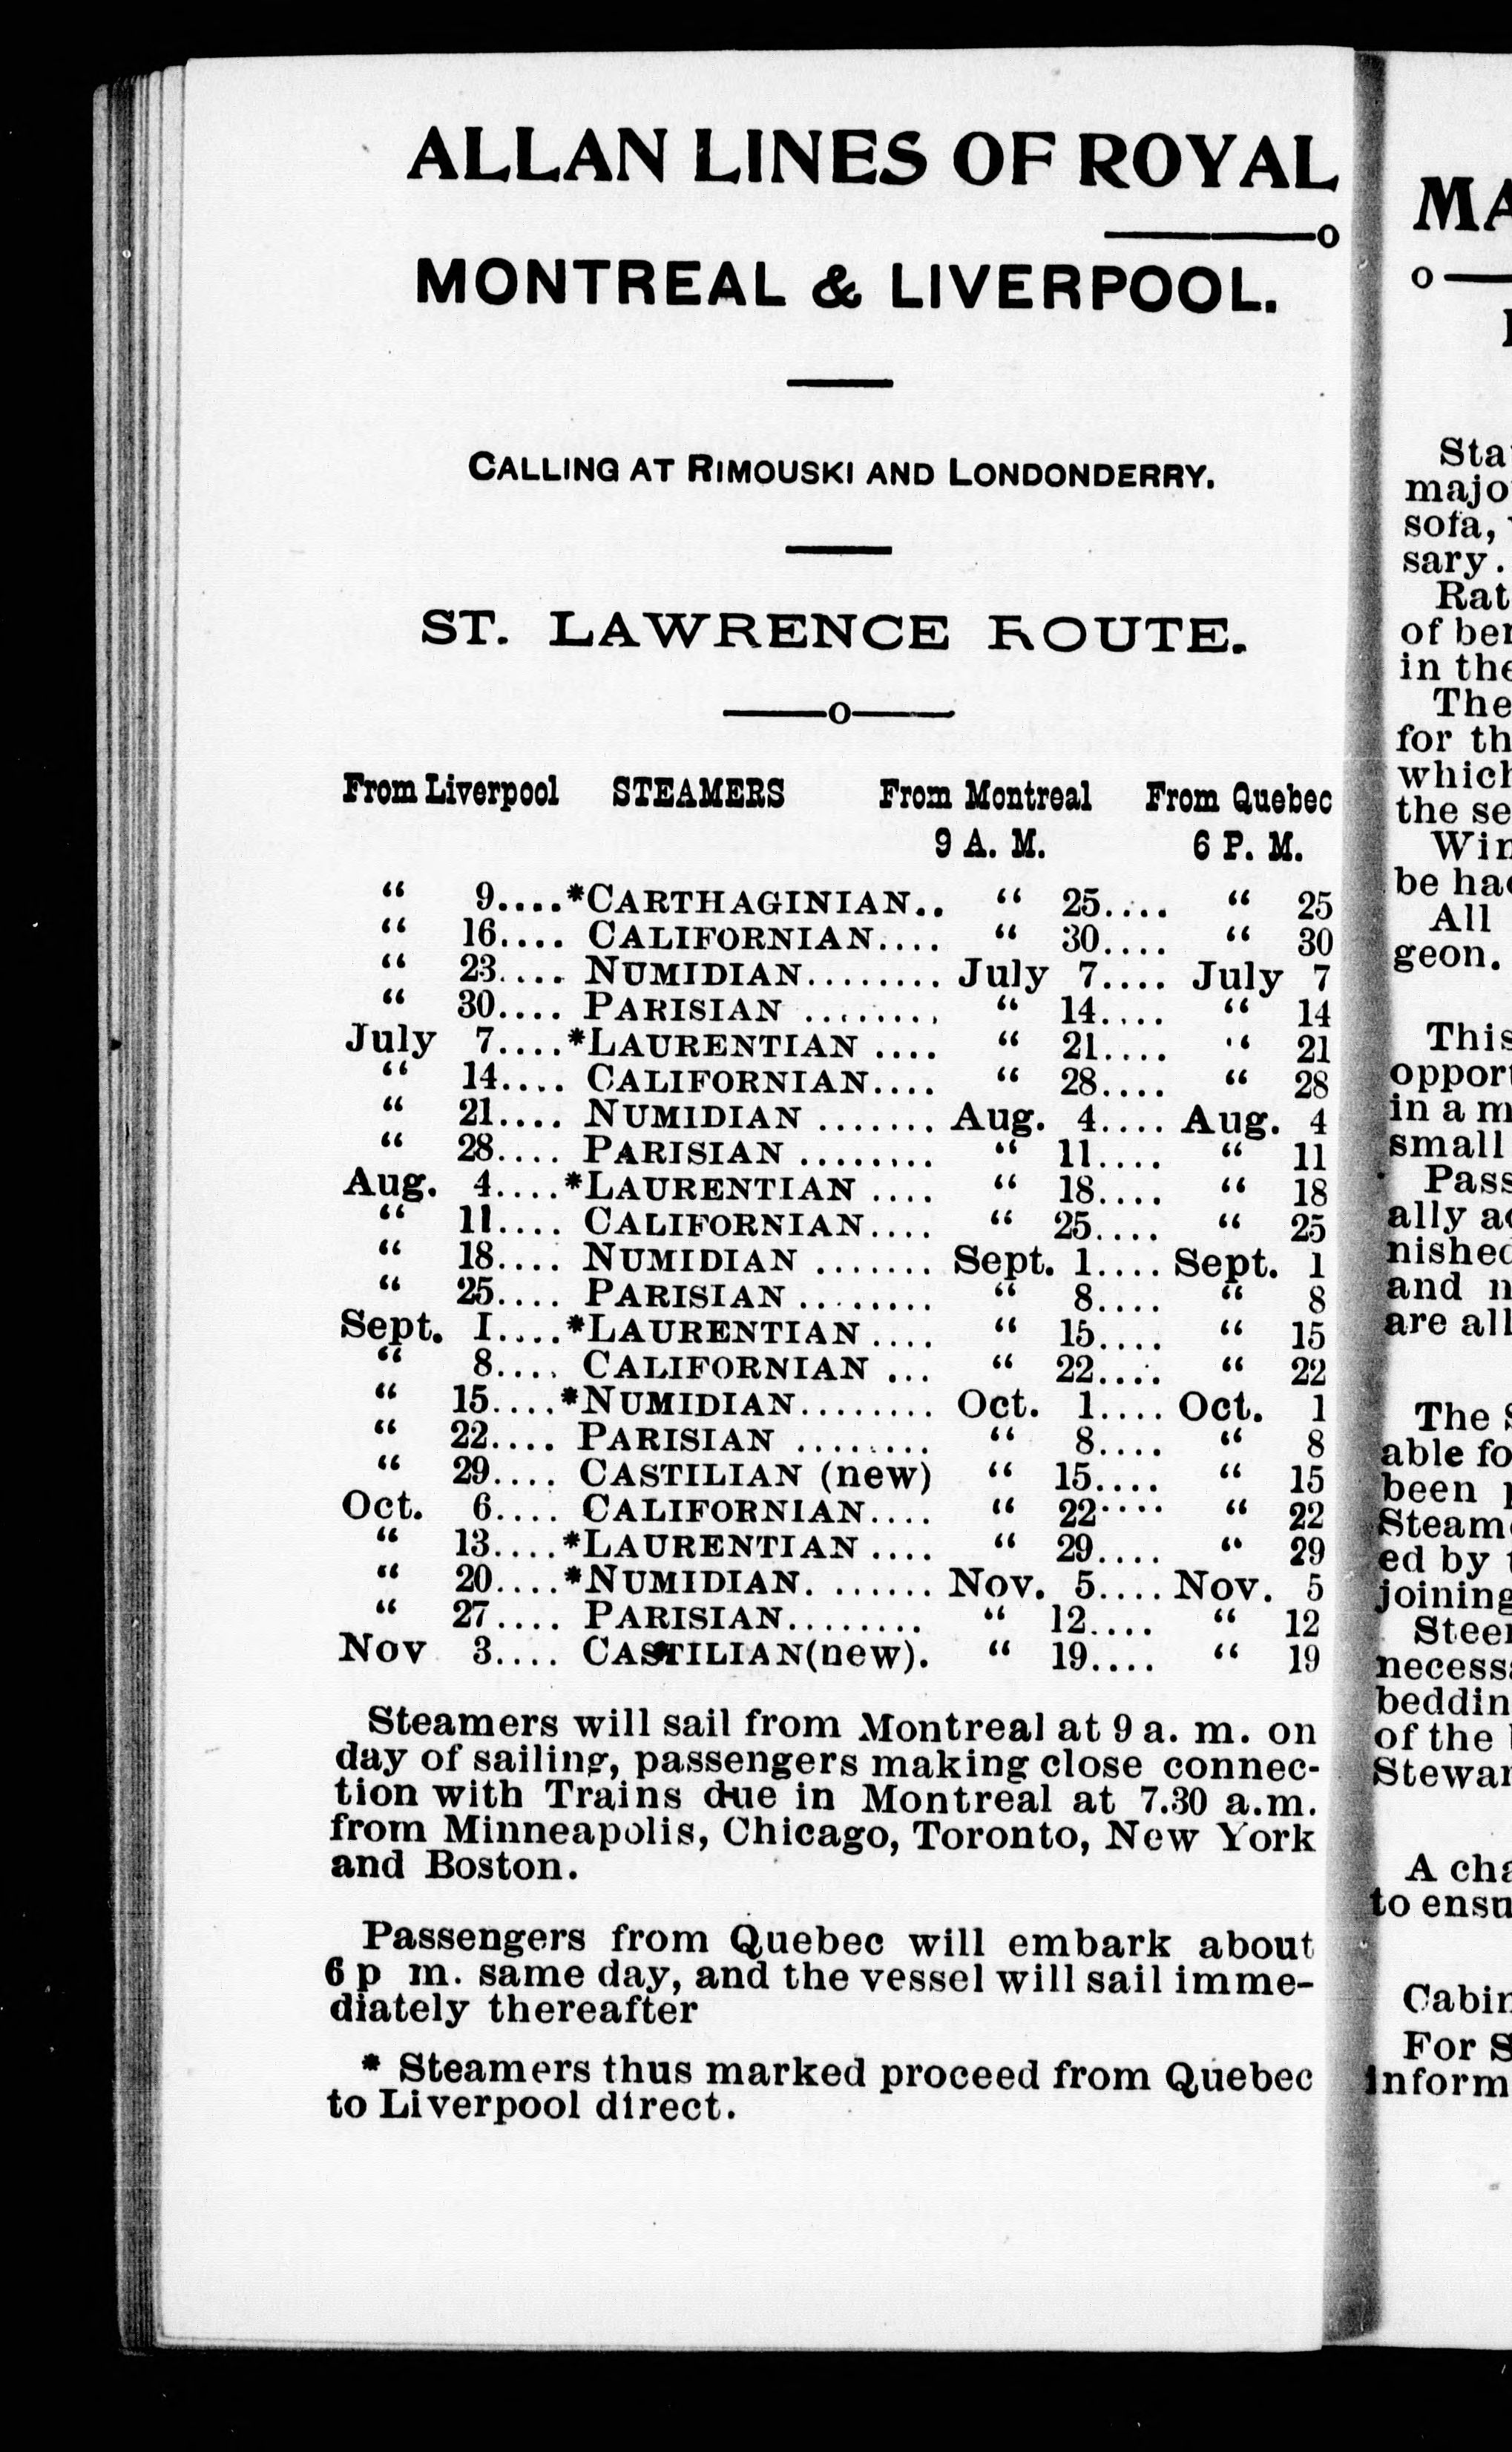 ALLAN LINES OF ROYAL
MONTREAL & LIVERPOOL.
CALLING AT RIMOUSKI AND LONDONDERRY.
ST. LAWRENCE ROUTE.
From Liverpool STEAMERS From Montreal From Quebec
9 A. M. 6 P. M.
“ 9....*CARTHAGINIAN.. “ 25.... “ 25
“ 16.... CALIFORNIAN.... “ 30.... “ 30
“ 23.... NUMIDIAN........ July 7.... July 7
“ 30.... PARISIAN ........ “ 14.... “ 14
July 7....*LAURENTIAN .... “ 21.... “ 21
“ 14.... CALIFORNIAN.... “ 28.... “ 28
“ 21.... NUMIDIAN ....... Aug. 4.... Aug. 4
“ 28.... PARISIAN ........ “ 11.... “ 11
Aug. 4....*LAURENTIAN .... “ 18.... “ 18
“ 11.... CALIFORNIAN.... “ 25.... “ 25
“ 18.... NUMIDIAN ....... Sept. 1.... Sept. 1
“ 25.... PARISIAN ........ “ 8.... “ 8
Sept. 1....*LAURENTIAN .... “ 15.... “ 15
“ 8.... CALIFORNIAN ... “ 22.... “ 22
“ 15....*NUMIDIAN........ Oct. 1.... Oct. 1
“ 22.... PARISIAN ........ “ 8.... “ 8
“ 29.... CASTILIAN (new) “ 15.... “ 15
Oct. 6.... CALIFORNIAN.... “ 22.... “ 22
“ 13....*LAURENTIAN .... “ 29.... “ 29
“ 20....*NUMIDIAN. ...... Nov. 5.... Nov. 5
“ 27.... PARISIAN........ “ 12.... “ 12
Nov 3.... CASTILIAN(new). “ 19.... “ 19
Steamers will sail from Montreal at 9 a. m. on
day of sailing, passengers making close connec-
tion with Trains due in Montreal at 7.30 a.m.
from Minneapolis, Chicago, Toronto, New York
and Boston.
Passengers from Quebec will embark about
6 p m. same day, and the vessel will sail imme-
diately thereafter
* Steamers thus marked proceed from Quebec
to Liverpool direct.
MA
Sta
majo
sofa,
sary.
Rat
of ber
in the
The
for th
which
the se
Win
be had
All
geon.
This
opport
in a m
small
Pass
ally ac
nished
and n
are all
The S
able fo
been
Steam
ed by t
joining
Steer
necess
beddin
of the
Stewar
A cha
to ensu
Cabin
For S
inform